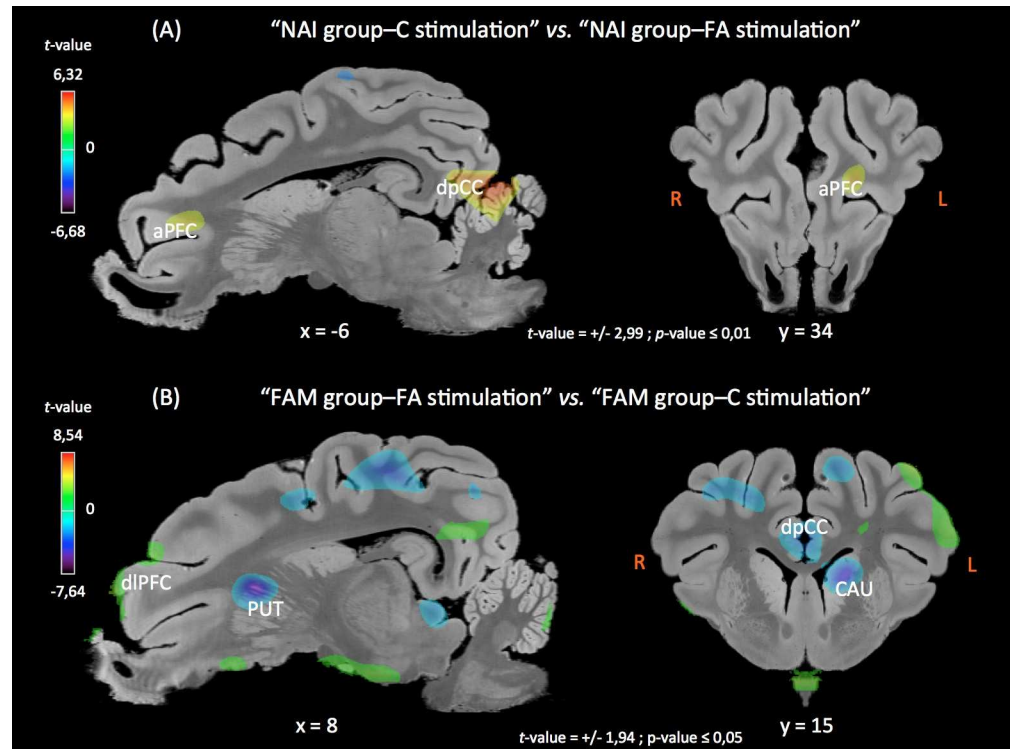 (A) “NAI group–C stimulation” vs. “NAI group–FA stimulation”
t-value
6,32
0
-6,68
dpCC
aPFC
aPFC
R
L
x = -6
t-value = +/- 2,99 ; p-value ≤ 0,01
y = 34
(B) “FAM group–FA stimulation” vs. “FAM group–C stimulation”
t-value
8,54
0
-7,64
dlPFC
PUT
dpCC
CAU
R
L
x = 8
t-value = +/- 1,94 ; p-value ≤ 0,05
y = 15